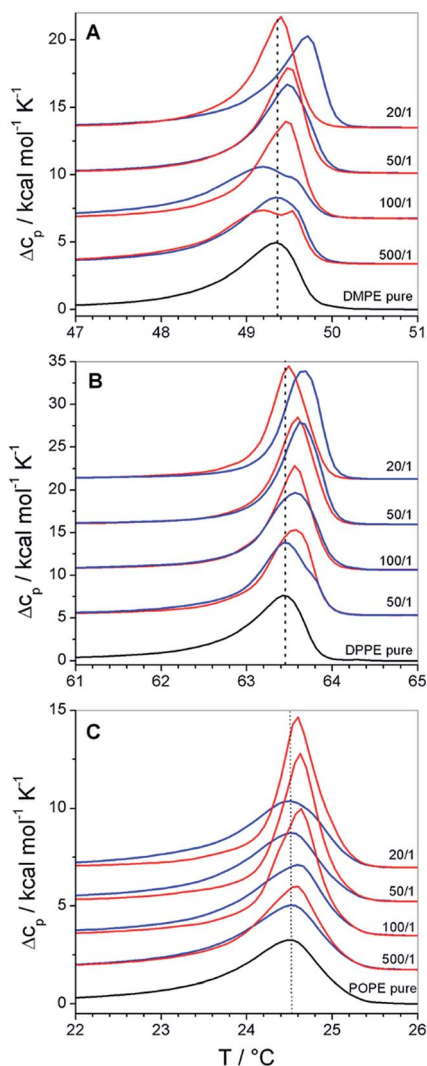 A
Δcp / kcal mol⁻¹ K⁻¹
20
15
10
5
0
20/1
50/1
100/1
500/1
DMPE pure
47 48 49 50 51
B
Δcp / kcal mol⁻¹ K⁻¹
35
30
25
20
15
10
5
0
20/1
50/1
100/1
50/1
DPPE pure
61 62 63 64 65
C
Δcp / kcal mol⁻¹ K⁻¹
15
10
5
0
20/1
50/1
100/1
500/1
POPE pure
22 23 24 25 26
T / °C